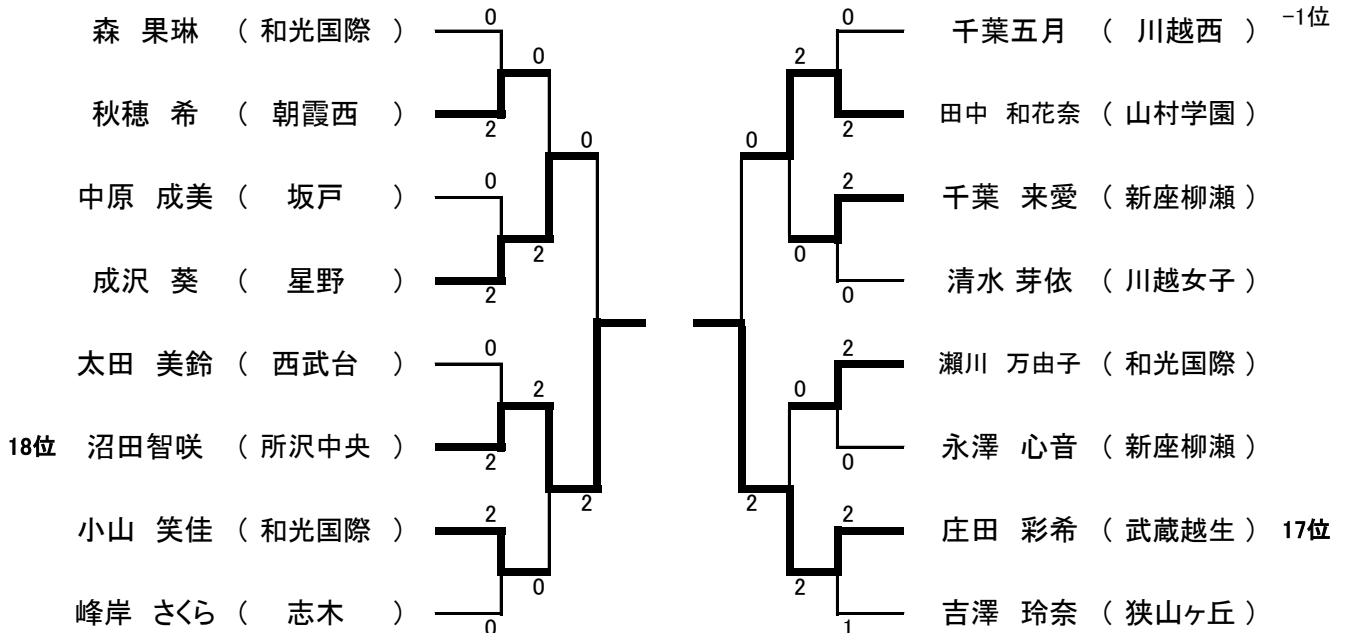 0 0
森 果琳 ( 和光国際 ) 千葉五月 ( 川越西 ) -1位
0 2
秋穂 希 ( 朝霞西 ) 田中 和花奈 ( 山村学園 )
2 2
0 0
0 2
中原 成美 ( 坂戸 ) 千葉 来愛 ( 新座柳瀬 )
2 0
成沢 葵 ( 星野 ) 清水 芽依 ( 川越女子 )
2 0
0 2
太田 美鈴 ( 西武台 ) 瀬川 万由子 ( 和光国際 )
2 0
18位 沼田智咲 ( 所沢中央 ) 永澤 心音 ( 新座柳瀬 )
2 0
2 2
2 2
小山 笑佳 ( 和光国際 ) 庄田 彩希 ( 武蔵越生 ) 17位
0 2
峰岸 さくら ( 志木 ) 吉澤 玲奈 ( 狭山ヶ丘 )
0 1